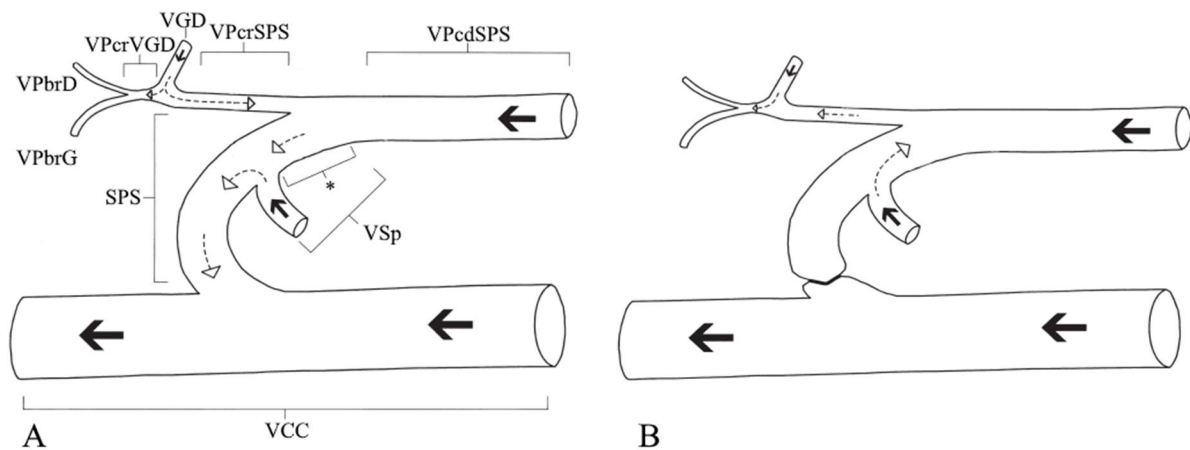 VGD
VPcrVGD
VPcrSPS
VPcdSPS
VPbrD
VPbrG
SPS
*
VSp
VCC
A
B